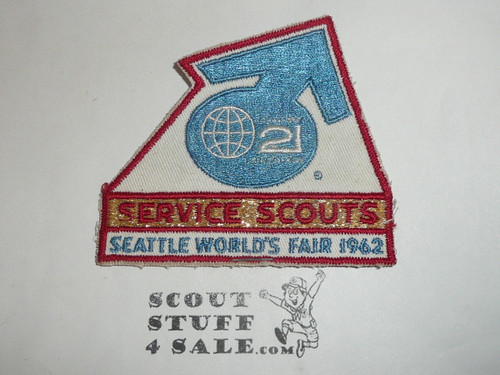 21
®
SERVICE SCOUTS
SEATTLE WORLD'S FAIR 1962
SCOUT
STUFF
4 SALE.COM